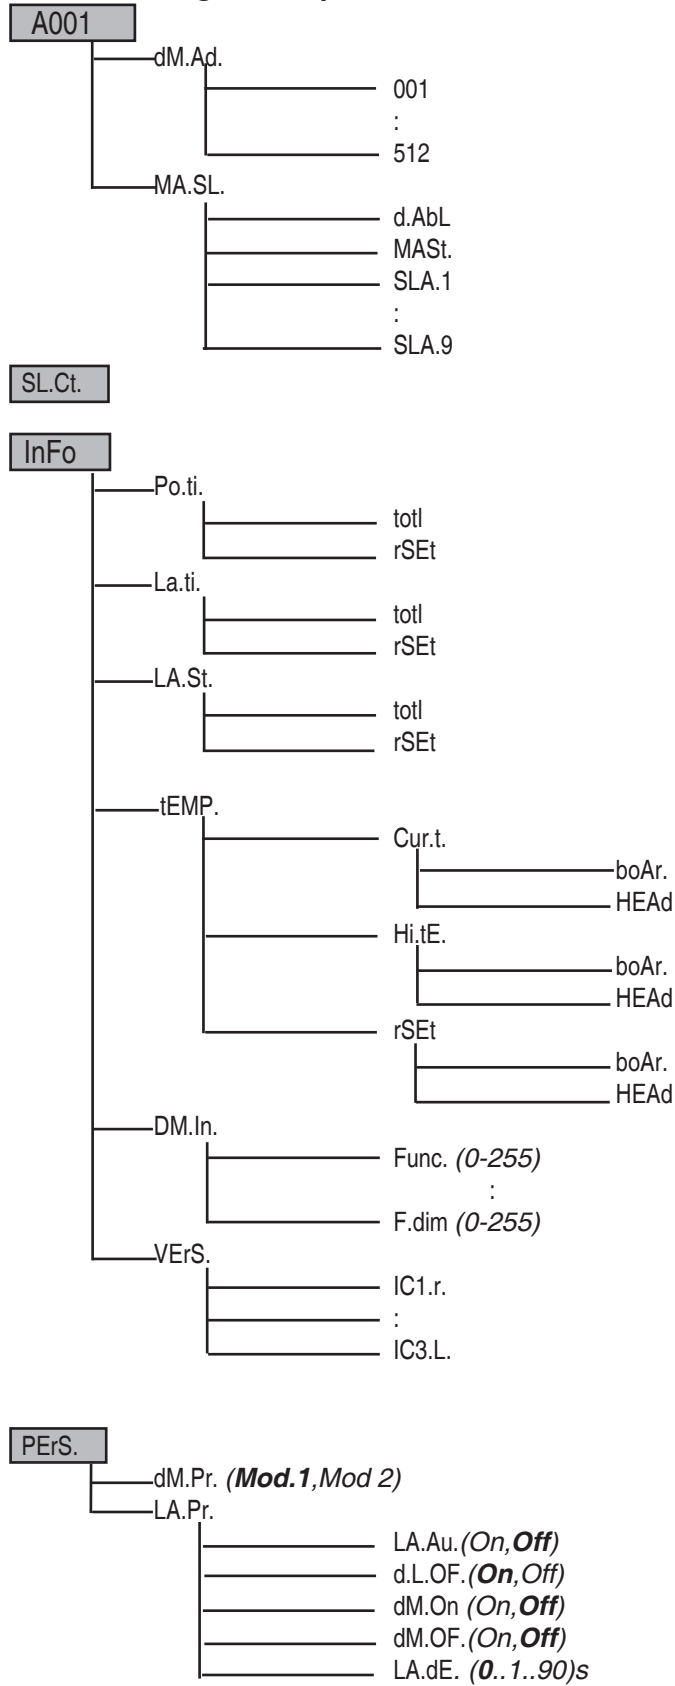 A001
dM.Ad.
001
:
512
MA.SL.
d.AbL
MASt.
SLA.1
:
SLA.9
SL.Ct.
InFo
Po.ti.
totl
rSEt
La.ti.
totl
rSEt
LA.St.
totl
rSEt
tEMP.
Cur.t.
boAr.
HEAd
Hi.tE.
boAr.
HEAd
rSEt
boAr.
HEAd
DM.In.
Func. (0-255)
:
F.dim (0-255)
VErS.
IC1.r.
:
IC3.L.
PErS.
dM.Pr. (Mod.1,Mod 2)
LA.Pr.
LA.Au.(On,Off)
d.L.OF.(On,Off)
dM.On (On,Off)
dM.OF.(On,Off)
LA.dE. (0..1..90)s